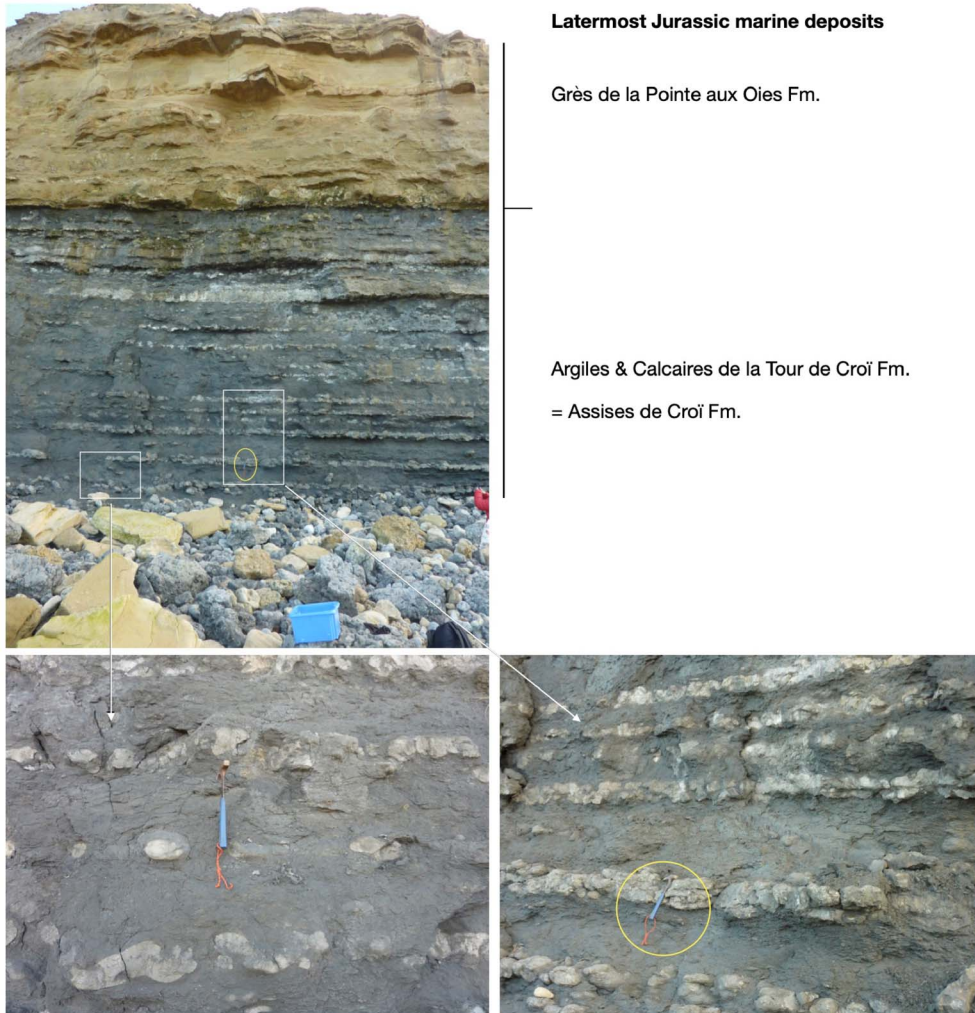 Latermost Jurassic marine deposits
Grès de la Pointe aux Oies Fm.
Argiles & Calcaires de la Tour de Croï Fm.
= Assises de Croï Fm.